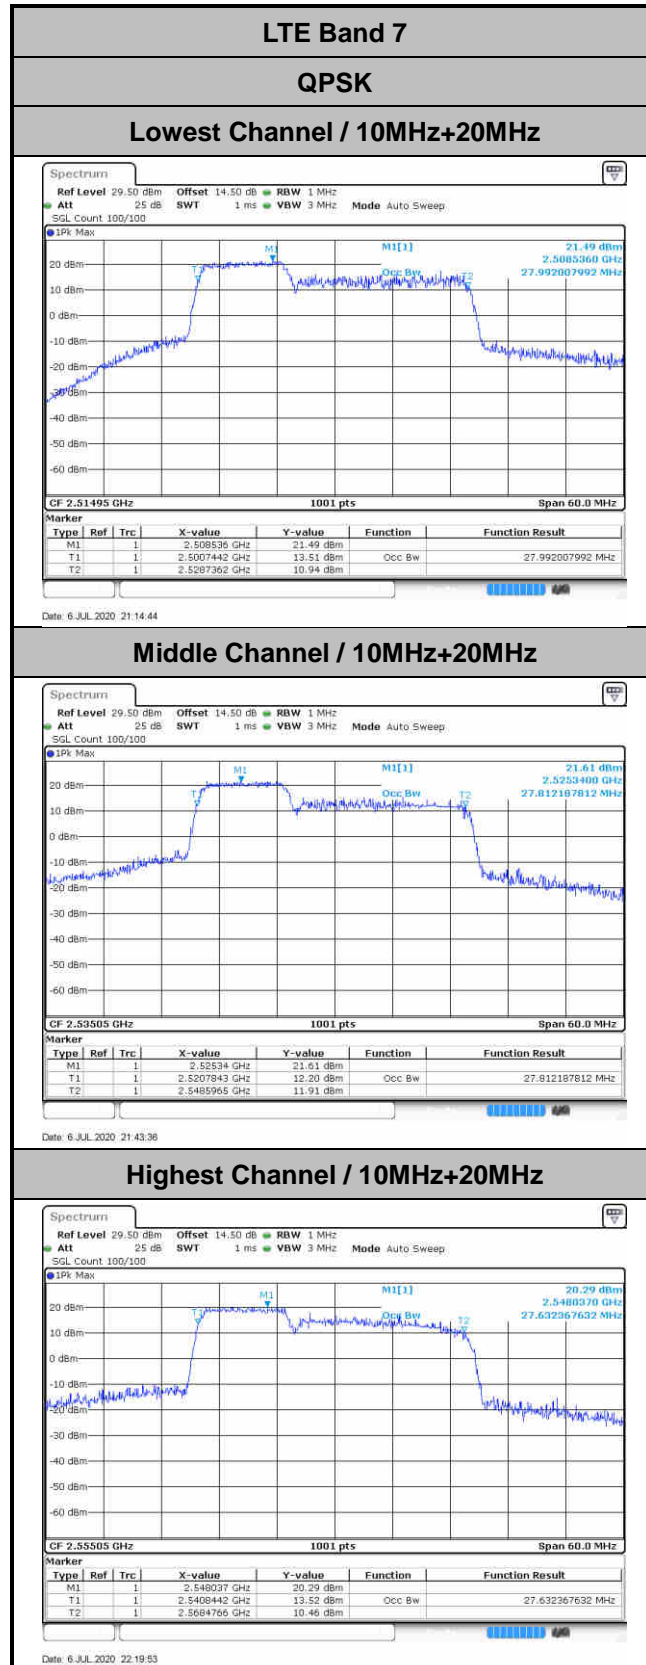 LTE Band 7
QPSK
Lowest Channel / 10MHz+20MHz
Spectrum
Ref Level 29.50 dBm Offset 14.50 dB RBW 1 MHz
Att 25 dB SWT 1 ms VBW 3 MHz Mode Auto Sweep
SGL Count 100/100
1Pk Max
M1[1] 21.49 dBm
2.5085360 GHz
Occ Bw 27.992007992 MHz
M1
T1
T2
20 dBm
10 dBm
0 dBm
-10 dBm
-20 dBm
-30 dBm
-40 dBm
-50 dBm
-60 dBm
CF 2.51495 GHz 1001 pts Span 60.0 MHz
Marker
Type Ref Trc X-value Y-value Function Function Result
M1 1 2.508536 GHz 21.49 dBm
T1 1 2.5007442 GHz 13.51 dBm Occ Bw 27.992007992 MHz
T2 1 2.5287362 GHz 10.94 dBm
Date: 6.JUL.2020 21:14:44
Middle Channel / 10MHz+20MHz
Spectrum
Ref Level 29.50 dBm Offset 14.50 dB RBW 1 MHz
Att 25 dB SWT 1 ms VBW 3 MHz Mode Auto Sweep
SGL Count 100/100
1Pk Max
M1[1] 21.61 dBm
2.5253400 GHz
Occ Bw 27.812187812 MHz
M1
T1
T2
20 dBm
10 dBm
0 dBm
-10 dBm
-20 dBm
-30 dBm
-40 dBm
-50 dBm
-60 dBm
CF 2.53505 GHz 1001 pts Span 60.0 MHz
Marker
Type Ref Trc X-value Y-value Function Function Result
M1 1 2.52534 GHz 21.61 dBm
T1 1 2.5207843 GHz 12.20 dBm Occ Bw 27.812187812 MHz
T2 1 2.5485965 GHz 11.91 dBm
Date: 6.JUL.2020 21:43:36
Highest Channel / 10MHz+20MHz
Spectrum
Ref Level 29.50 dBm Offset 14.50 dB RBW 1 MHz
Att 25 dB SWT 1 ms VBW 3 MHz Mode Auto Sweep
SGL Count 100/100
1Pk Max
M1[1] 20.29 dBm
2.5480370 GHz
Occ Bw 27.632367632 MHz
M1
T1
T2
20 dBm
10 dBm
0 dBm
-10 dBm
-20 dBm
-30 dBm
-40 dBm
-50 dBm
-60 dBm
CF 2.55505 GHz 1001 pts Span 60.0 MHz
Marker
Type Ref Trc X-value Y-value Function Function Result
M1 1 2.548037 GHz 20.29 dBm
T1 1 2.5408442 GHz 13.52 dBm Occ Bw 27.632367632 MHz
T2 1 2.5684766 GHz 10.46 dBm
Date: 6.JUL.2020 22:19:53